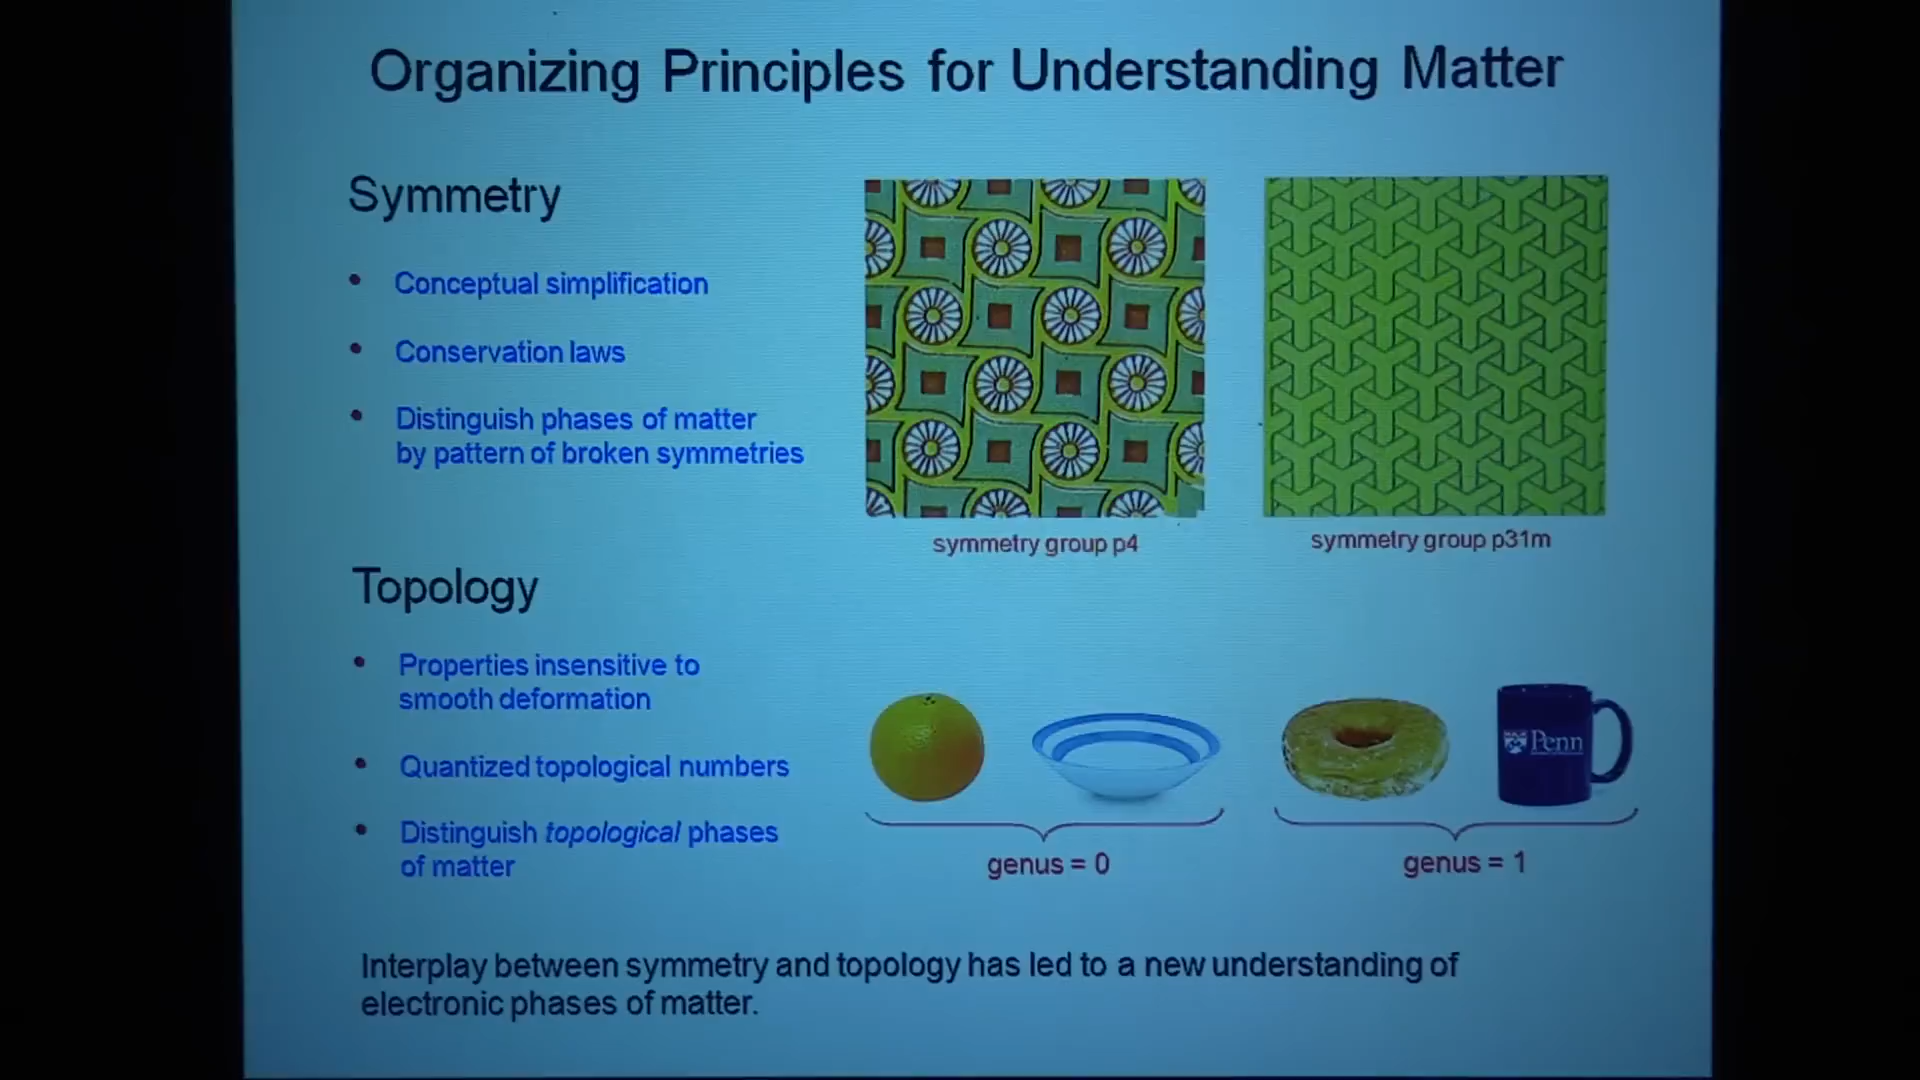 Organizing Principles for Understanding Matter
Symmetry
• Conceptual simplification
• Conservation laws
• Distinguish phases of matter
by pattern of broken symmetries
symmetry group p4
symmetry group p31m
Topology
• Properties insensitive to
smooth deformation
• Quantized topological numbers
• Distinguish topological phases
of matter
Penn
genus = 0
genus = 1
Interplay between symmetry and topology has led to a new understanding of
electronic phases of matter.